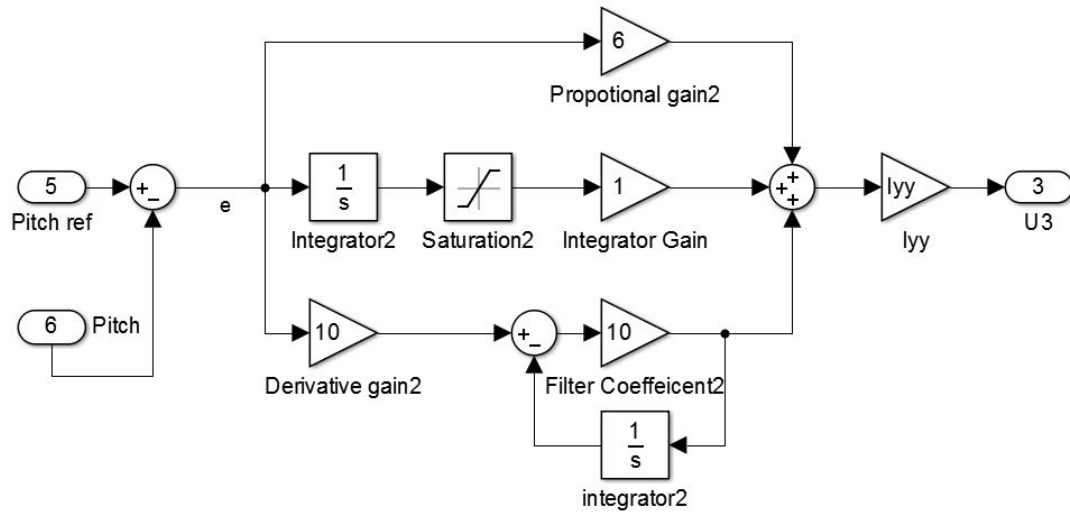 6
Propotional gain2
5
Pitch ref
+
−
e
1
s
Integrator2
Saturation2
1
Integrator Gain
+
+
+
Iyy
Iyy
3
U3
6
Pitch
10
Derivative gain2
+
−
10
Filter Coeffeicent2
1
s
integrator2